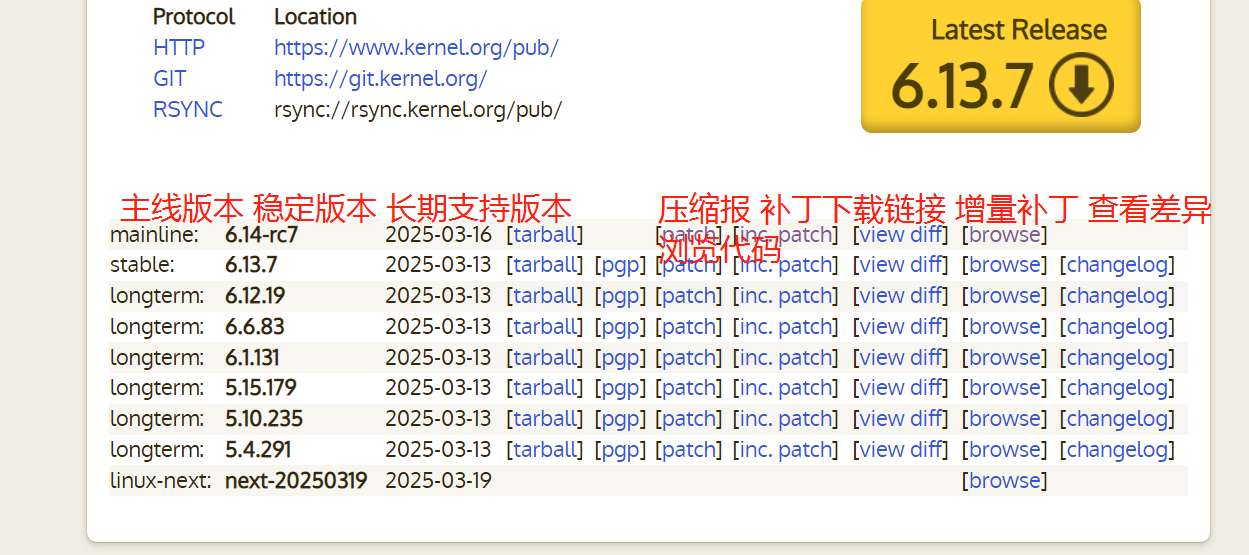 Protocol Location
HTTP https://www.kernel.org/pub/
GIT https://git.kernel.org/
RSYNC rsync://rsync.kernel.org/pub/
Latest Release
6.13.7
主线版本 稳定版本 长期支持版本 压缩报 补丁下载链接 增量补丁 查看差异
浏览代码
mainline: 6.14-rc7 2025-03-16 [tarball] [patch] [inc. patch] [view diff] [browse]
stable: 6.13.7 2025-03-13 [tarball] [pgp] [patch] [inc. patch] [view diff] [browse] [changelog]
longterm: 6.12.19 2025-03-13 [tarball] [pgp] [patch] [inc. patch] [view diff] [browse] [changelog]
longterm: 6.6.83 2025-03-13 [tarball] [pgp] [patch] [inc. patch] [view diff] [browse] [changelog]
longterm: 6.1.131 2025-03-13 [tarball] [pgp] [patch] [inc. patch] [view diff] [browse] [changelog]
longterm: 5.15.179 2025-03-13 [tarball] [pgp] [patch] [inc. patch] [view diff] [browse] [changelog]
longterm: 5.10.235 2025-03-13 [tarball] [pgp] [patch] [inc. patch] [view diff] [browse] [changelog]
longterm: 5.4.291 2025-03-13 [tarball] [pgp] [patch] [inc. patch] [view diff] [browse] [changelog]
linux-next: next-20250319 2025-03-19 [browse]